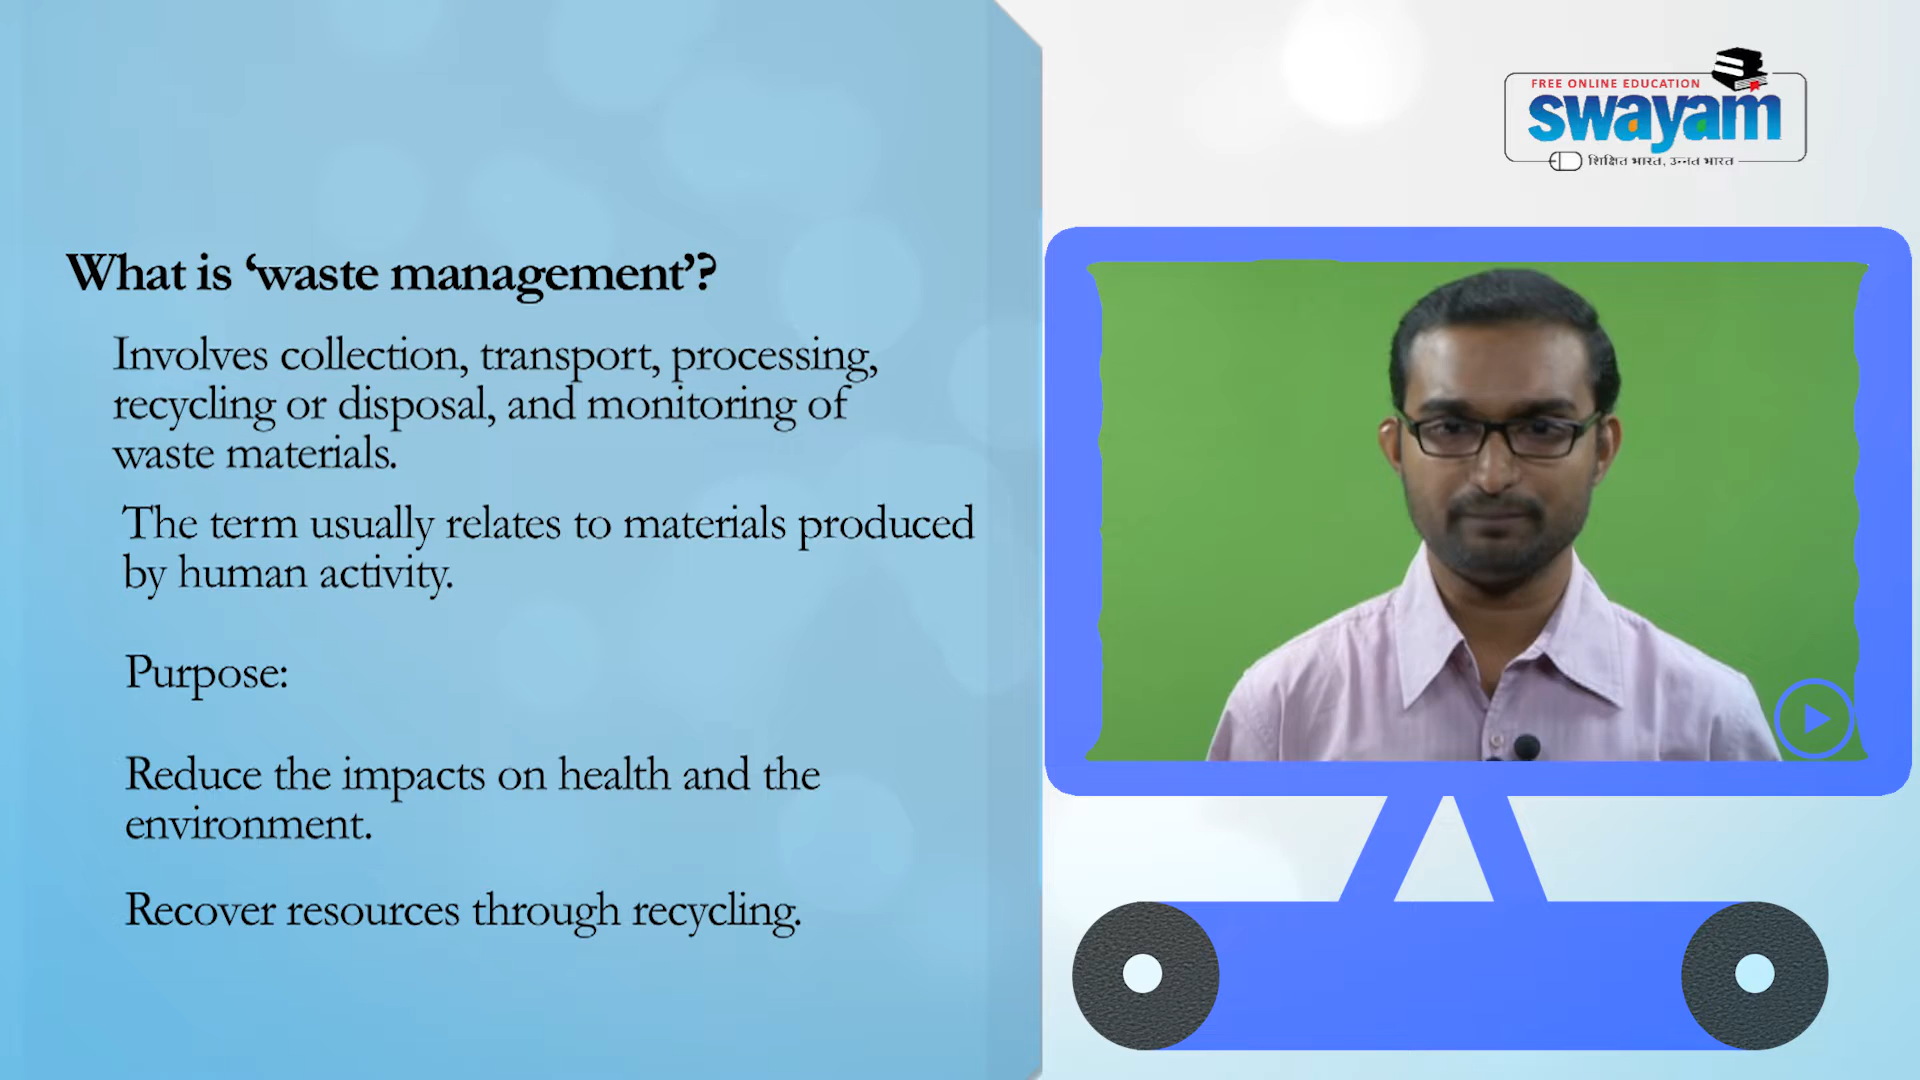 What is ‘waste management’?
Involves collection, transport, processing,
recycling or disposal, and monitoring of
waste materials.
The term usually relates to materials produced
by human activity.
Purpose:
Reduce the impacts on health and the
environment.
Recover resources through recycling.
FREE ONLINE EDUCATION
swayam
शिक्षित भारत, उन्नत भारत